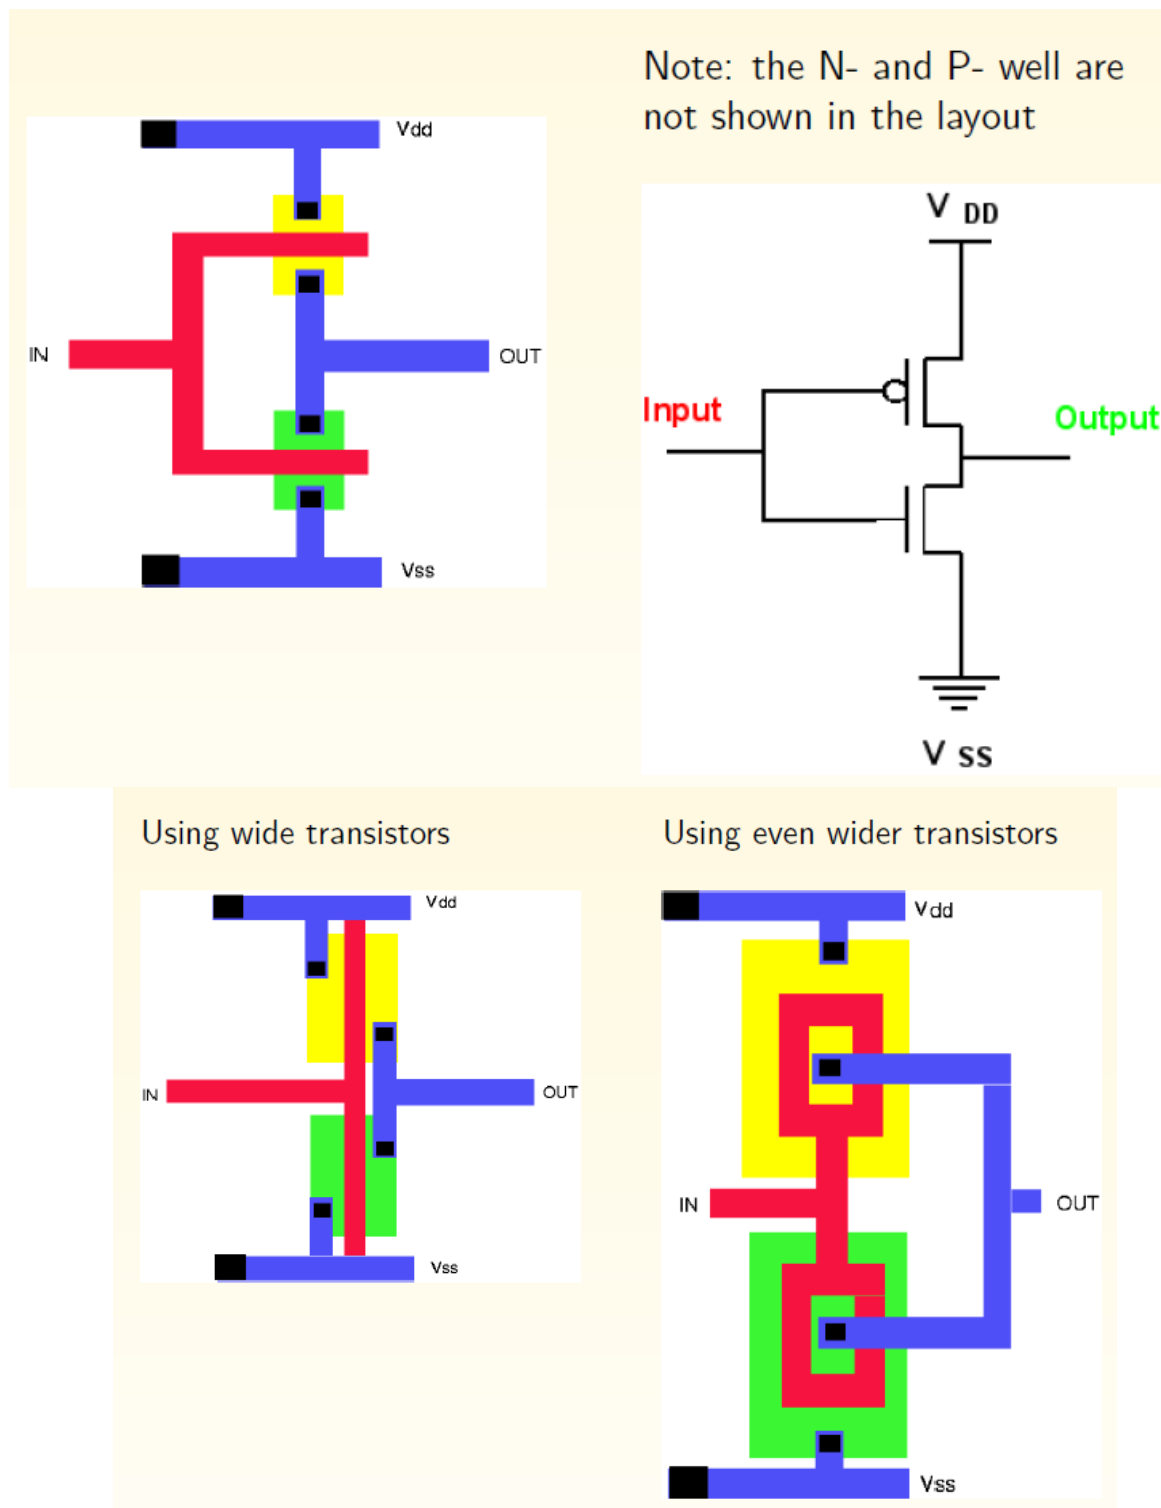 Note: the N- and P- well are
not shown in the layout
Vdd
IN
OUT
Vss
V DD
Input
Output
V SS
Using wide transistors
Using even wider transistors
Vdd
IN
OUT
Vss
Vdd
IN
OUT
Vss